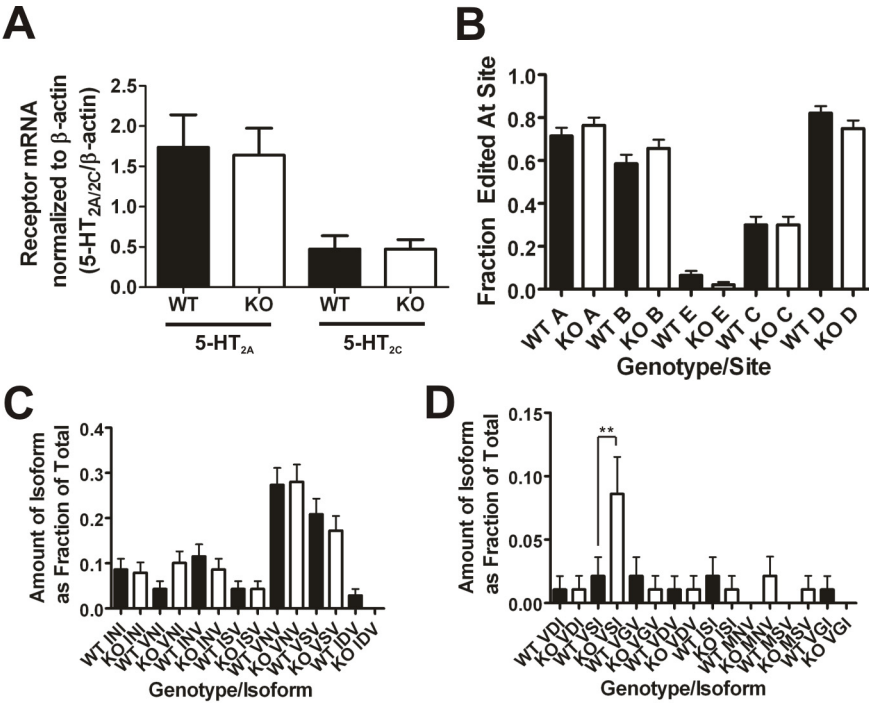 A
Receptor mRNA
normalized to β-actin
(5-HT2A/2C/β-actin)
2.5
2.0
1.5
1.0
0.5
0.0
WT KO WT KO
5-HT2A 5-HT2C
B
Fraction Edited At Site
1.0
0.8
0.6
0.4
0.2
0.0
WT A KO A WT B KO B WT E KO E WT C KO C WT D KO D
Genotype/Site
C
Amount of Isoform
as Fraction of Total
0.4
0.3
0.2
0.1
0.0
WT INI KO INI WT VNI KO VNI WT INV KO INV WT ISV KO ISV WT VNV KO VNV WT VSV KO VSV WT IDV KO IDV
Genotype/Isoform
D
Amount of Isoform
as Fraction of Total
0.15
0.10
0.05
0.00
**
WT VDI KO VDI WT VSI KO VSI WT VGV KO VGV WT VDV KO VDV WT ISI KO ISI WT MNV KO MNV WT MSV KO MSV WT VGI KO VGI
Genotype/Isoform